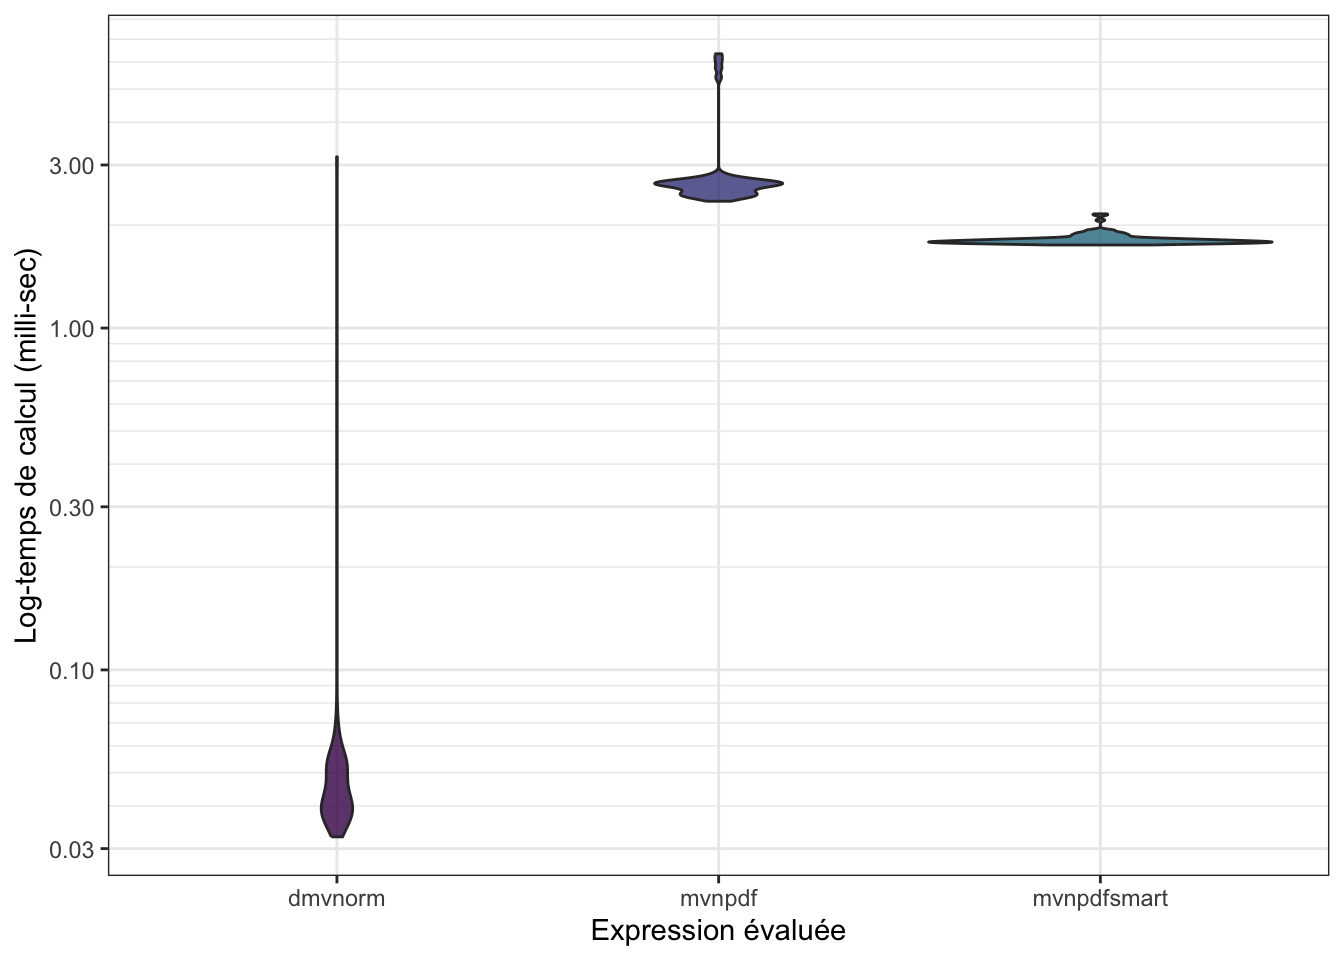 Log-temps de calcul (milli-sec)
3.00
1.00
0.30
0.10
0.03
dmvnorm
mvnpdf
mvnpdfsmart
Expression évaluée